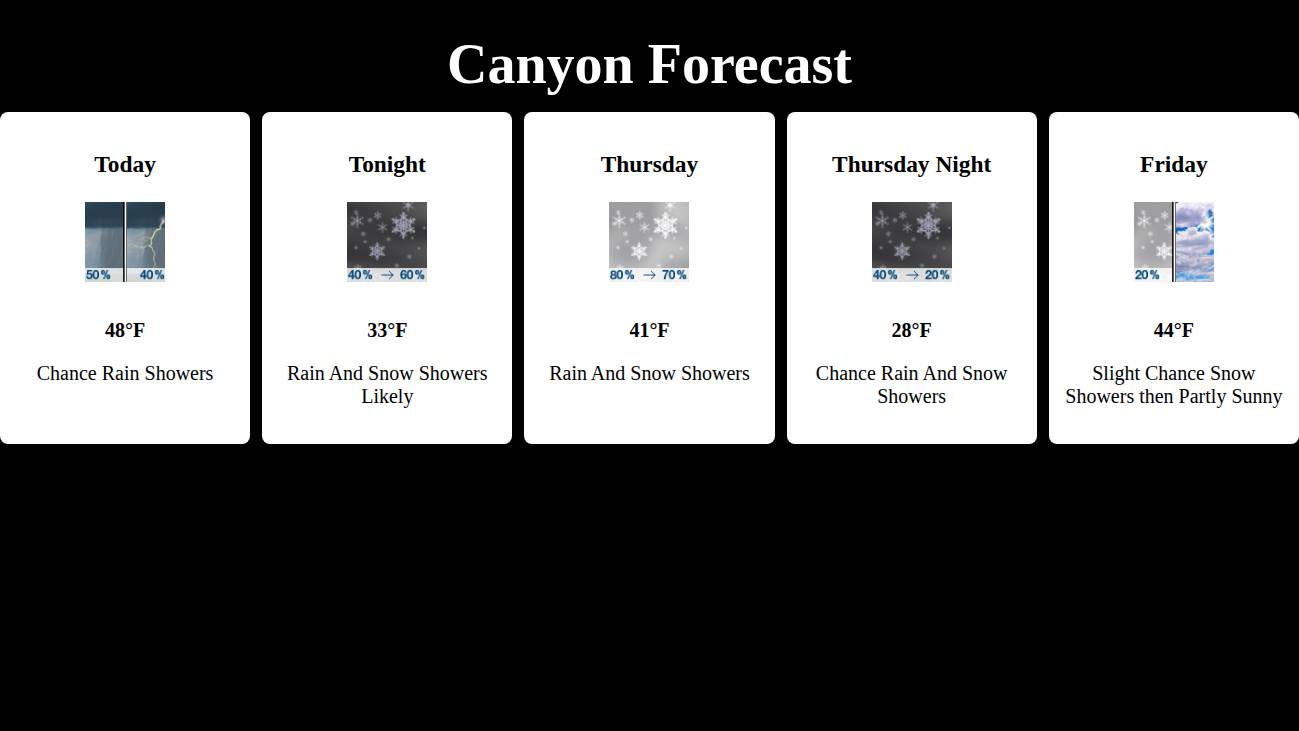 Canyon Forecast
Today
50% 40%
48°F
Chance Rain Showers
Tonight
40% → 60%
33°F
Rain And Snow Showers
Likely
Thursday
80% → 70%
41°F
Rain And Snow Showers
Thursday Night
40% → 20%
28°F
Chance Rain And Snow
Showers
Friday
20%
44°F
Slight Chance Snow
Showers then Partly Sunny